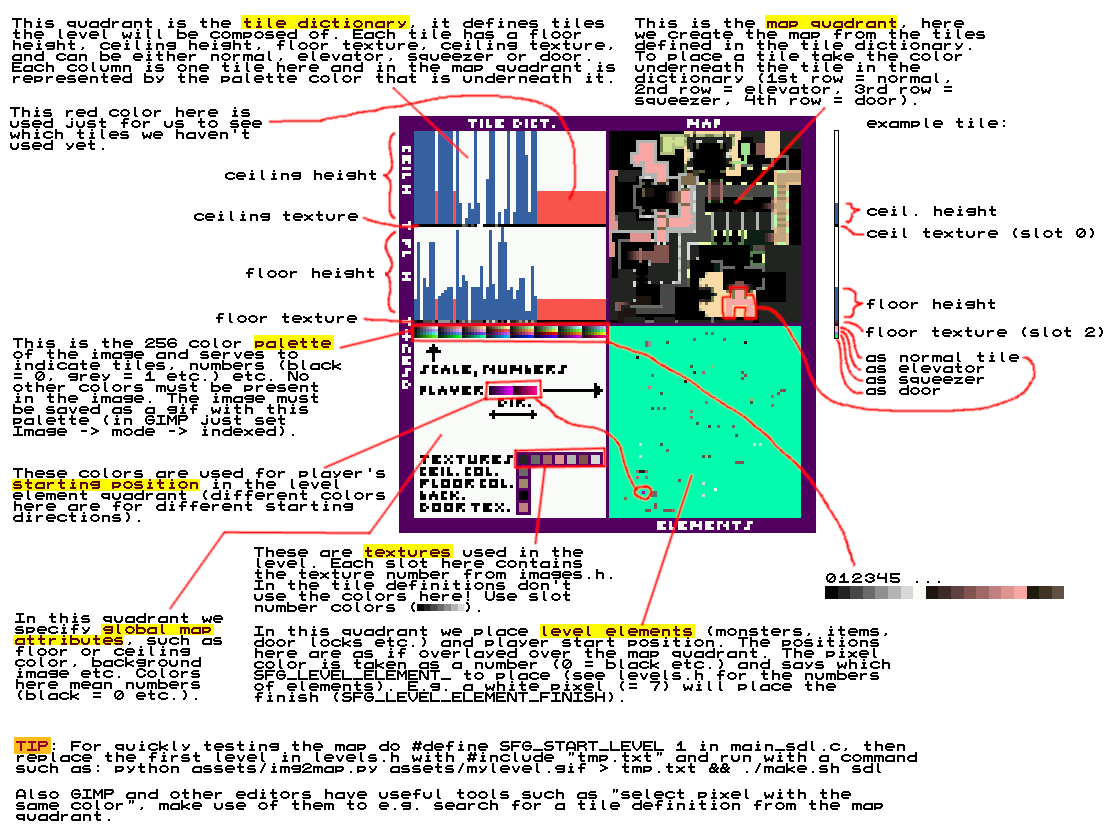 This quadrant is the tile dictionary, it defines tiles
the level will be composed of. Each tile has a floor
height, ceiling height, floor texture, ceiling texture,
and can be either normal, elevator, squeezer or door.
Each column is one tile here and in the map quadrant is
represented by the palette color that is underneath it.
This is the map quadrant, here
we create the map from the tiles
defined in the tile dictionary.
To place a tile take the color
underneath the tile in the
dictionary (1st row = normal,
2nd row = elevator, 3rd row =
squeezer, 4th row = door).
This red color here is
used just for us to see
which tiles we haven't
used yet.
TILE DICT.
MAP
example tile:
CEIL H
ceiling height
ceiling texture
T
FL H
floor height
floor texture
ceil. height
ceil texture (slot 0)
floor height
floor texture (slot 2)
as normal tile
as elevator
as squeezer
as door
This is the 256 color palette
of the image and serves to
indicate tiles, numbers (black
= 0, grey = 1 etc.) etc. No
other colors must be present
in the image. The image must
be saved as a gif with this
palette (in GIMP just set
Image -> mode -> indexed).
SCALE, NUMBERS
PLAYER
DIR.
These colors are used for player's
starting position in the level
element quadrant (different colors
here are for different starting
directions).
TEXTURES
CEIL. COL.
FLOOR COL.
BACK.
DOOR TEX.
ELEMENTS
These are textures used in the
level. Each slot here contains
the texture number from images.h.
In the tile definitions don't
use the colors here! Use slot
number colors ( ).
012345 ...
In this quadrant we
specify global map
attributes, such as
floor or ceiling
color, background
image etc. Colors
here mean numbers
(black = 0 etc.).
In this quadrant we place level elements (monsters, items,
door locks etc.) and player start position. The positions
here are as if overlayed over the map quadrant. The pixel
color is taken as a number (0 = black etc.) and says which
SFG_LEVEL_ELEMENT_ to place (see levels.h for the numbers
of elements). E.g. a white pixel (= 7) will place the
finish (SFG_LEVEL_ELEMENT_FINISH).
TIP: For quickly testing the map do #define SFG_START_LEVEL 1 in main_sdl.c, then
replace the first level in levels.h with #include "tmp.txt" and run with a command
such as: python assets/img2map.py assets/mylevel.gif > tmp.txt && ./make.sh sdl
Also GIMP and other editors have useful tools such as "select pixel with the
same color", make use of them to e.g. search for a tile definition from the map
quadrant.